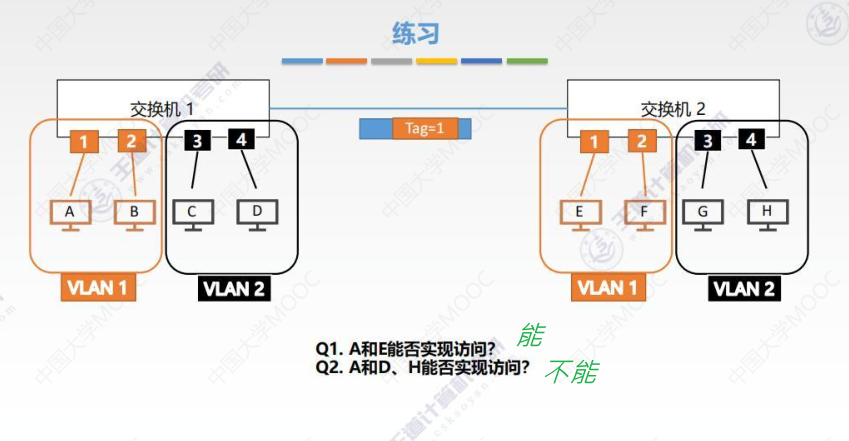 练习
交换机 1
交换机 2
Tag=1
1 2 3 4
1 2 3 4
A B C D
E F G H
VLAN 1 VLAN 2
VLAN 1 VLAN 2
Q1. A和E能否实现访问? 能
Q2. A和D、H能否实现访问? 不能
中国大学MOOC
王道计算机考研
cskaoyan.com